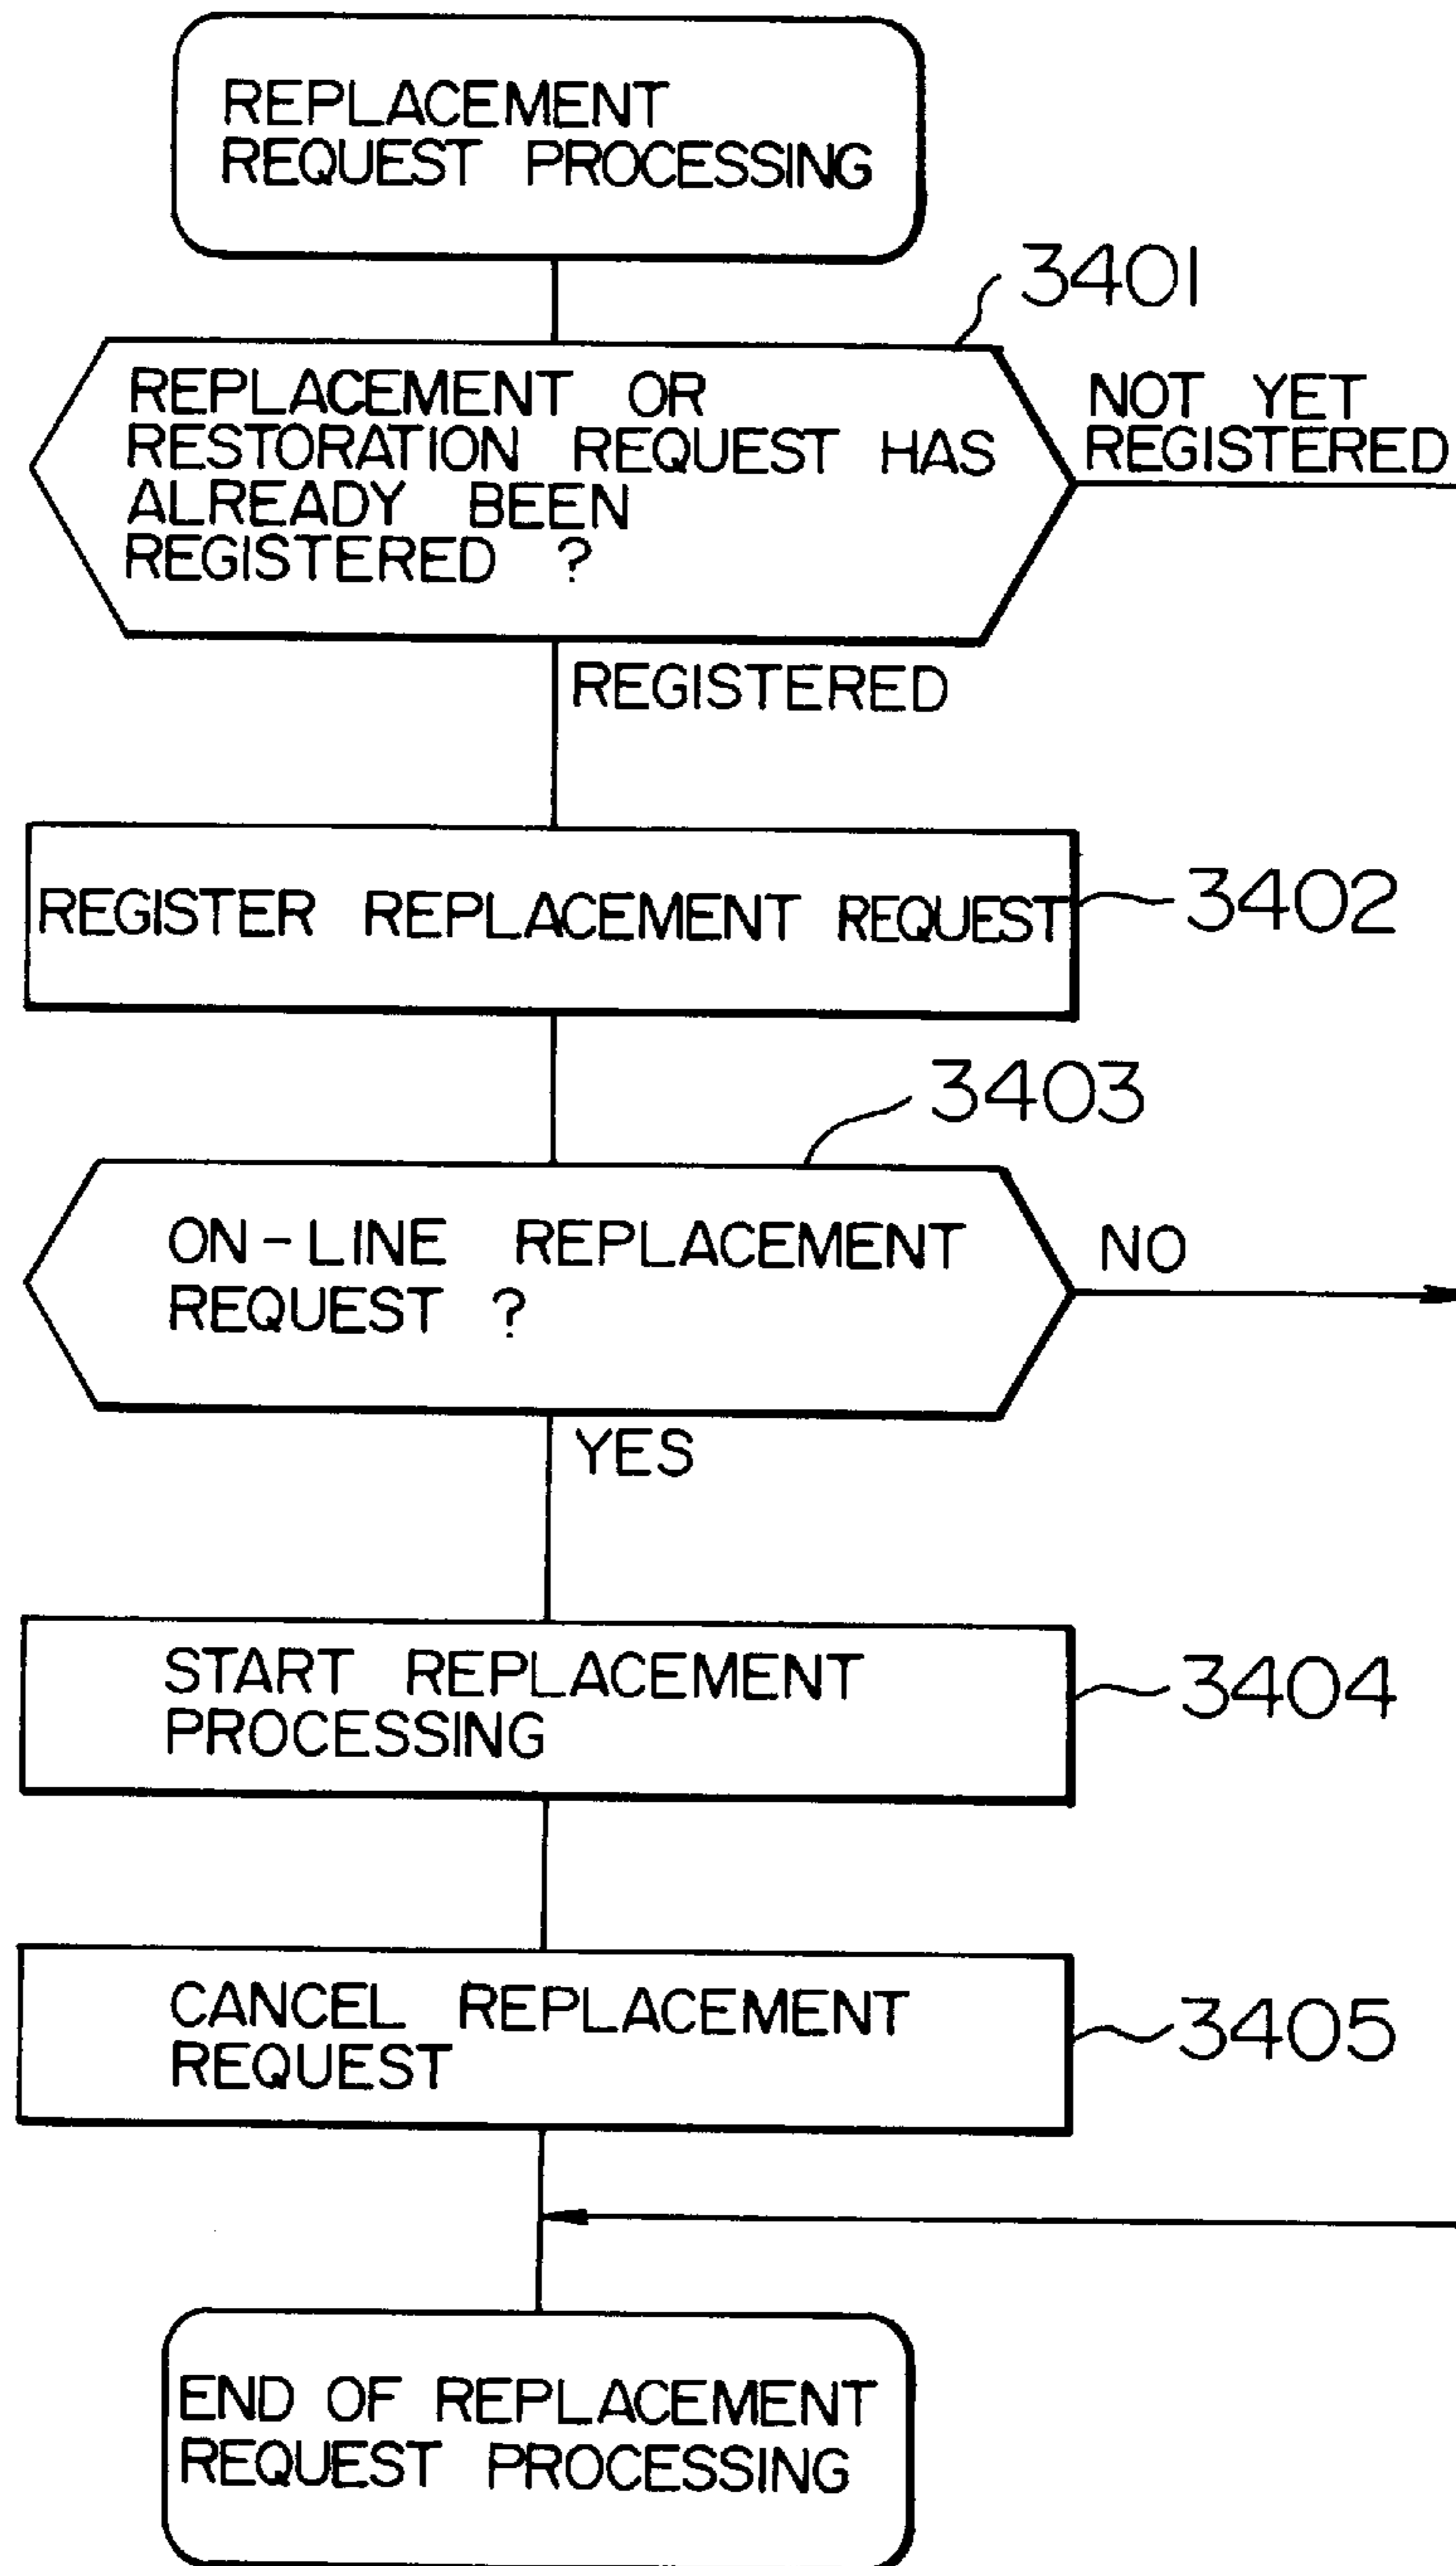 REPLACEMENT
REQUEST PROCESSING
3401
REPLACEMENT OR
RESTORATION REQUEST HAS
ALREADY BEEN
REGISTERED ?
NOT YET
REGISTERED
REGISTERED
REGISTER REPLACEMENT REQUEST
3402
3403
ON-LINE REPLACEMENT
REQUEST ?
NO
YES
START REPLACEMENT
PROCESSING
3404
CANCEL REPLACEMENT
REQUEST
3405
END OF REPLACEMENT
REQUEST PROCESSING